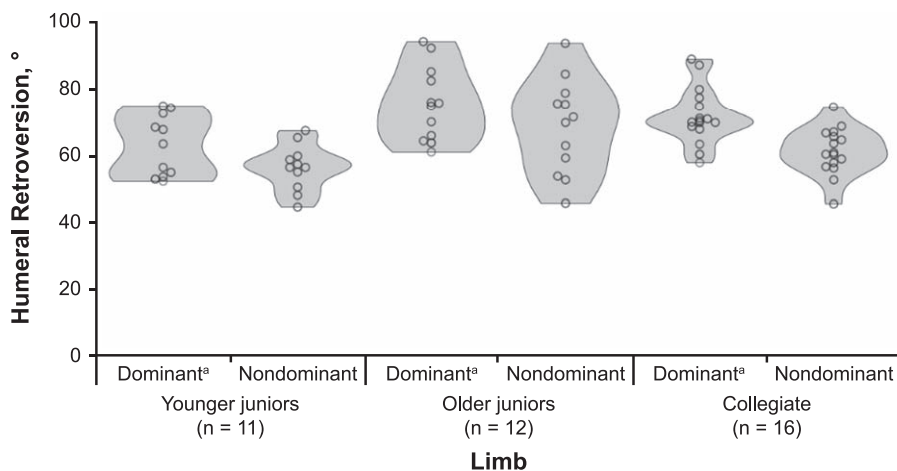 Humeral Retroversion, °
100
80
60
40
20
0
Dominantᵃ Nondominant Dominantᵃ Nondominant Dominantᵃ Nondominant
Younger juniors Older juniors Collegiate
(n = 11) (n = 12) (n = 16)
Limb